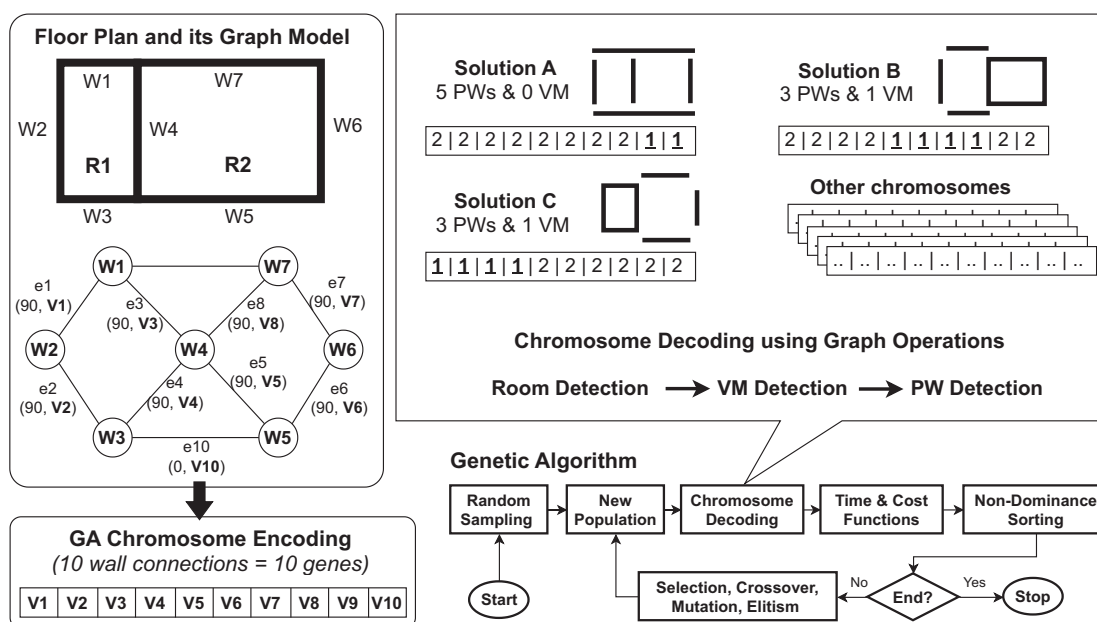 Floor Plan and its Graph Model
W1
W7
W2
W4
W6
R1
R2
W3
W5
W1
W7
e1
(90, V1)
e3
(90, V3)
e8
(90, V8)
e7
(90, V7)
W2
W4
W6
e2
(90, V2)
e4
(90, V4)
e5
(90, V5)
e6
(90, V6)
W3
W5
e10
(0, V10)
GA Chromosome Encoding
(10 wall connections = 10 genes)
V1 V2 V3 V4 V5 V6 V7 V8 V9 V10
Solution A
5 PWs & 0 VM
2 | 2 | 2 | 2 | 2 | 2 | 2 | 2 | 1 | 1
Solution B
3 PWs & 1 VM
2 | 2 | 2 | 2 | 1 | 1 | 1 | 1 | 2 | 2
Solution C
3 PWs & 1 VM
1 | 1 | 1 | 1 | 2 | 2 | 2 | 2 | 2 | 2
Other chromosomes
.. | .. | .. | .. | .. | .. | .. | .. | .. | ..
Chromosome Decoding using Graph Operations
Room Detection
VM Detection
PW Detection
Genetic Algorithm
Random
Sampling
New
Population
Chromosome
Decoding
Time & Cost
Functions
Non-Dominance
Sorting
Start
Selection, Crossover,
Mutation, Elitism
No
End?
Yes
Stop